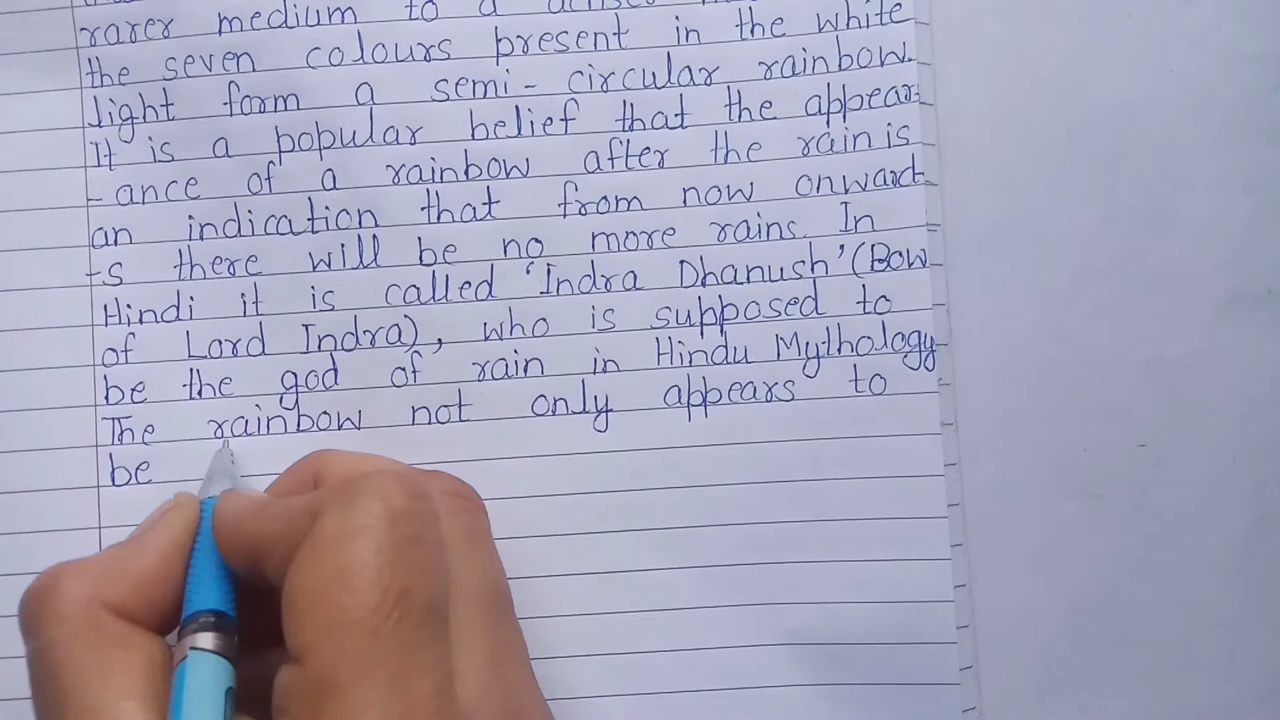 rarer medium to a
the seven colours present in the white
light form a semi- circular rainbow.
It is a popular belief that the appear
-ance of a rainbow after the rain is
an indication that from now onward
-s there will be no more rains. In
Hindi it is called 'Indra Dhanush' (Bow
of Lord Indra), who is supposed to
be the god of rain in Hindu Mythology
The rainbow not only appears to
be